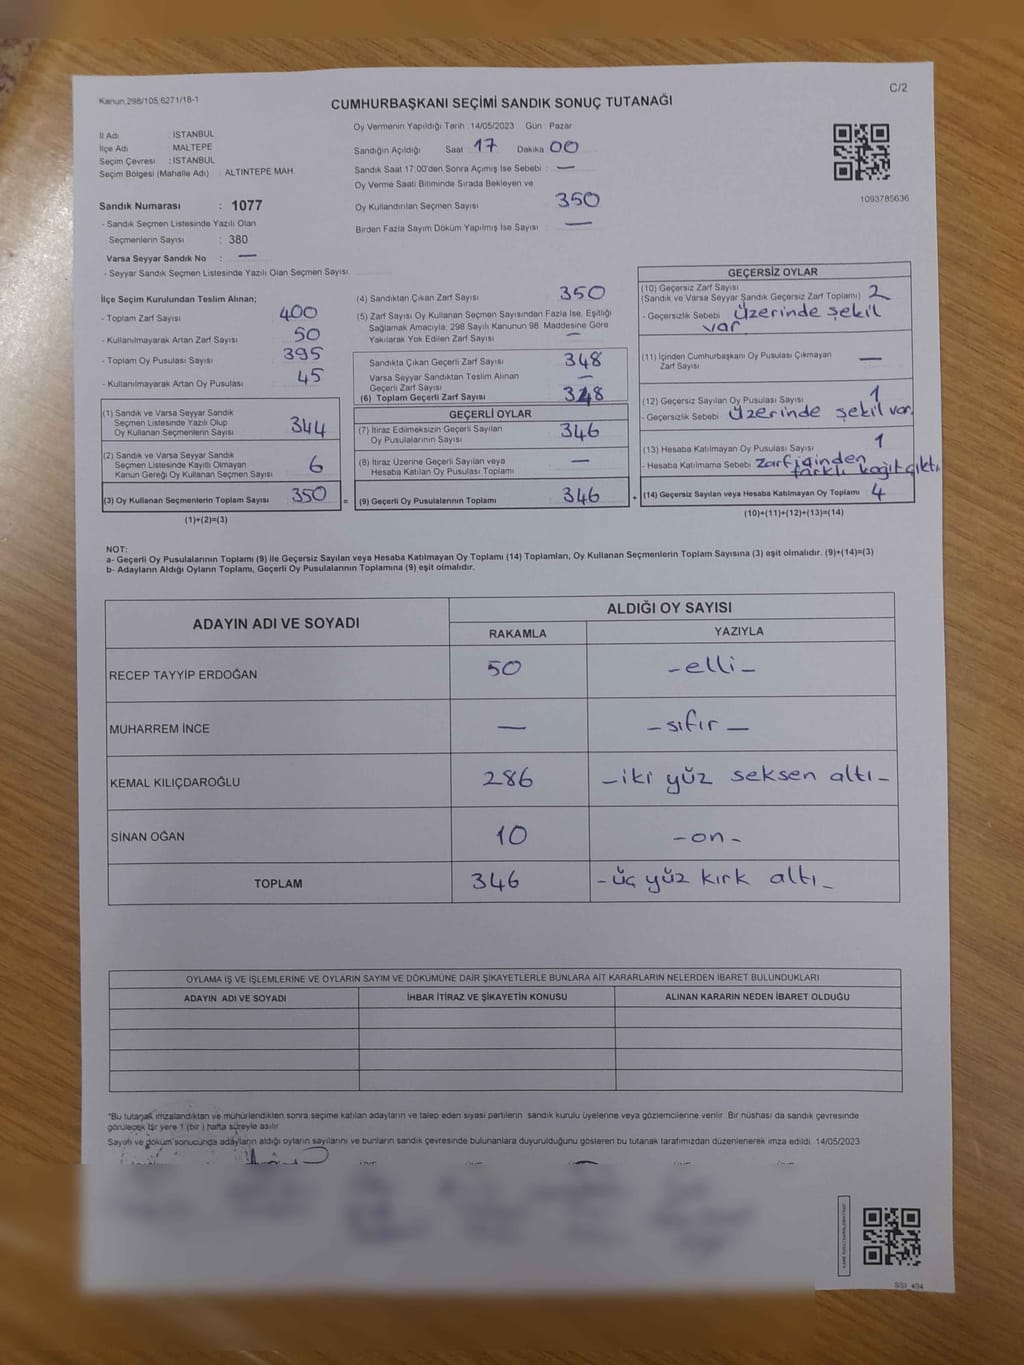 Kanun:298/105,6271/18-1
C/2
CUMHURBAŞKANI SEÇİMİ SANDIK SONUÇ TUTANAĞI
İl Adı : İSTANBUL
İlçe Adı : MALTEPE
Seçim Çevresi : İSTANBUL
Seçim Bölgesi (Mahalle Adı) : ALTINTEPE MAH.
Sandık Numarası : 1077
- Sandık Seçmen Listesinde Yazılı Olan
Seçmenlerin Sayısı : 380
Varsa Seyyar Sandık No : —
- Seyyar Sandık Seçmen Listesinde Yazılı Olan Seçmen Sayısı
Oy Vermenin Yapıldığı Tarih :14/05/2023 Gün : Pazar
Sandığın Açıldığı Saat 17 Dakika 00
Sandık Saat 17:00'den Sonra Açımış İse Sebebi : —
Oy Verme Saati Bitiminde Sırada Bekleyen ve
Oy Kullandırılan Seçmen Sayısı 350
Birden Fazla Sayım Döküm Yapılmış İse Sayısı —
1093785636
İlçe Seçim Kurulundan Teslim Alınan;
- Toplam Zarf Sayısı 400
- Kullanılmayarak Artan Zarf Sayısı 50
- Toplam Oy Pusulası Sayısı 395
- Kullanılmayarak Artan Oy Pusulası 45
(1) Sandık ve Varsa Seyyar Sandık
Seçmen Listesinde Yazılı Olup
Oy Kullanan Seçmenlerin Sayısı 344
(2) Sandık ve Varsa Seyyar Sandık
Seçmen Listesinde Kayıtlı Olmayan
Kanun Gereği Oy Kullanan Seçmen Sayısı 6
(3) Oy Kullanan Seçmenlerin Toplam Sayısı 350 =
(1)+(2)=(3)
(4) Sandıktan Çıkan Zarf Sayısı 350
(5) Zarf Sayısı Oy Kullanan Seçmen Sayısından Fazla İse, Eşitliği
Sağlamak Amacıyla; 298 Sayılı Kanunun 98. Maddesine Göre
Yakılarak Yok Edilen Zarf Sayısı —
Sandıkta Çıkan Geçerli Zarf Sayısı 348
Varsa Seyyar Sandıktan Teslim Alınan
Geçerli Zarf Sayısı —
(6) Toplam Geçerli Zarf Sayısı 348
GEÇERLİ OYLAR
(7) İtiraz Edilmeksizin Geçerli Sayılan
Oy Pusulalarının Sayısı 346
(8) İtiraz Üzerine Geçerli Sayılan veya
Hesaba Katılan Oy Pusulası Toplamı —
(9) Geçerli Oy Pusulalarının Toplamı 346 +
GEÇERSİZ OYLAR
(10) Geçersiz Zarf Sayısı
(Sandık ve Varsa Seyyar Sandık Geçersiz Zarf Toplamı) 2
- Geçersizlik Sebebi üzerinde şekil
var.
(11) İçinden Cumhurbaşkanı Oy Pusulası Çıkmayan
Zarf Sayısı —
(12) Geçersiz Sayılan Oy Pusulası Sayısı 1
- Geçersizlik Sebebi üzerinde şekil var.
(13) Hesaba Katılmayan Oy Pusulası Sayısı 1
- Hesaba Katılmama Sebebi Zarf içinden
farklı kağıt çıktı
(14) Geçersiz Sayılan veya Hesaba Katılmayan Oy Toplamı 4
(10)+(11)+(12)+(13)=(14)
NOT:
a- Geçerli Oy Pusulalarının Toplamı (9) ile Geçersiz Sayılan veya Hesaba Katılmayan Oy Toplamı (14) Toplamları, Oy Kullanan Seçmenlerin Toplam Sayısına (3) eşit olmalıdır. (9)+(14)=(3)
b- Adayların Aldığı Oyların Toplamı, Geçerli Oy Pusulalarının Toplamına (9) eşit olmalıdır.
ADAYIN ADI VE SOYADI
ALDIĞI OY SAYISI
RAKAMLA YAZIYLA
RECEP TAYYİP ERDOĞAN 50 -elli-
MUHARREM İNCE — -sıfır-
KEMAL KILIÇDAROĞLU 286 -iki yüz seksen altı-
SİNAN OĞAN 10 -on-
TOPLAM 346 -üç yüz kırk altı-
OYLAMA İŞ VE İŞLEMLERİNE VE OYLARIN SAYIM VE DÖKÜMÜNE DAİR ŞİKAYETLERLE BUNLARA AİT KARARLARIN NELERDEN İBARET BULUNDUKLARI
ADAYIN ADI VE SOYADI İHBAR İTİRAZ VE ŞİKAYETİN KONUSU ALINAN KARARIN NEDEN İBARET OLDUĞU
*Bu tutanak imzalandıktan ve mühürlendikten sonra seçime katılan adayların ve talep eden siyasi partilerin sandık kurulu üyelerine veya gözlemcilerine verilir. Bir nüshası da sandık çevresinde
görülecek bir yere 1 (bir) hafta süreyle asılır.
Sayım ve döküm sonucunda adayların aldığı oyların sayılarını ve bunların sandık çevresinde bulunanlara duyurulduğunu gösteren bu tutanak tarafımızdan düzenlenerek imza edildi. 14/05/2023